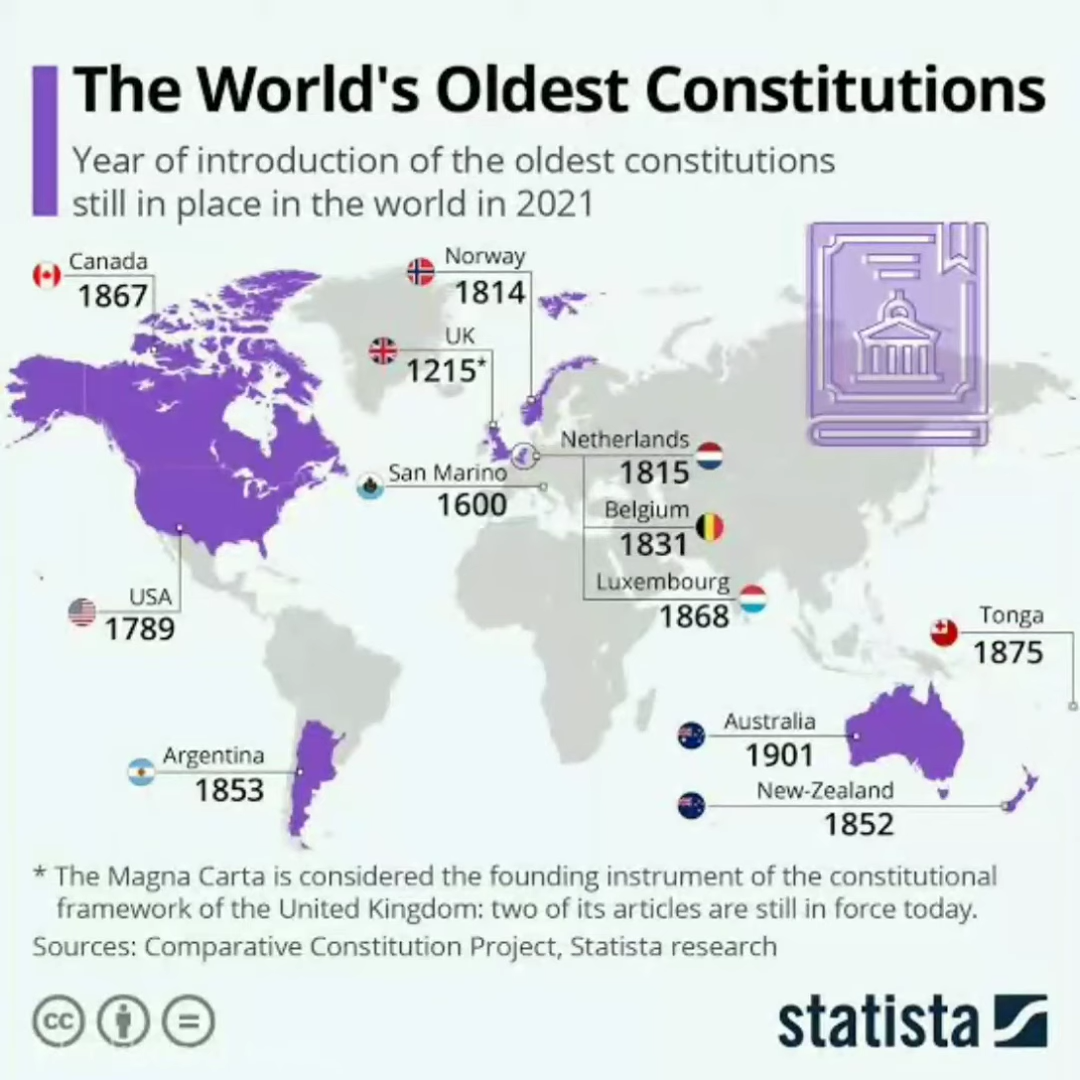 The World's Oldest Constitutions
Year of introduction of the oldest constitutions
still in place in the world in 2021
Canada
1867
Norway
1814
UK
1215*
Netherlands
1815
San Marino
1600
Belgium
1831
Luxembourg
1868
USA
1789
Tonga
1875
Australia
1901
Argentina
1853
New-Zealand
1852
* The Magna Carta is considered the founding instrument of the constitutional
framework of the United Kingdom: two of its articles are still in force today.
Sources: Comparative Constitution Project, Statista research
cc
statista